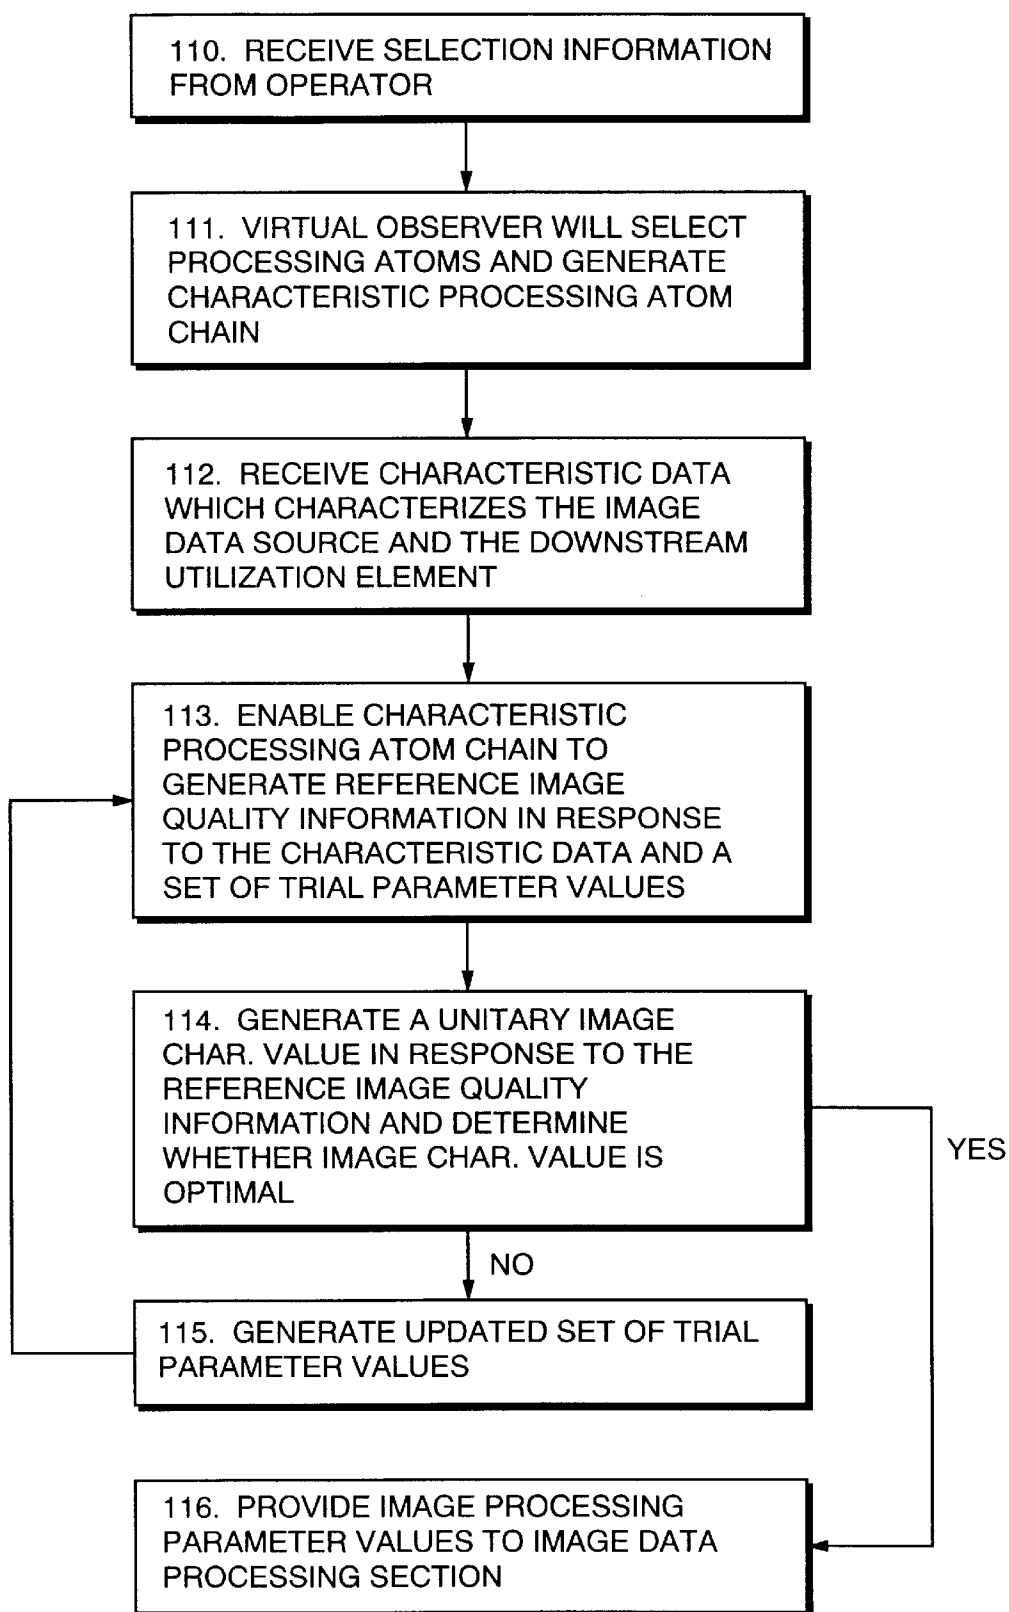 110. RECEIVE SELECTION INFORMATION
FROM OPERATOR
111. VIRTUAL OBSERVER WILL SELECT
PROCESSING ATOMS AND GENERATE
CHARACTERISTIC PROCESSING ATOM
CHAIN
112. RECEIVE CHARACTERISTIC DATA
WHICH CHARACTERIZES THE IMAGE
DATA SOURCE AND THE DOWNSTREAM
UTILIZATION ELEMENT
113. ENABLE CHARACTERISTIC
PROCESSING ATOM CHAIN TO
GENERATE REFERENCE IMAGE
QUALITY INFORMATION IN RESPONSE
TO THE CHARACTERISTIC DATA AND A
SET OF TRIAL PARAMETER VALUES
114. GENERATE A UNITARY IMAGE
CHAR. VALUE IN RESPONSE TO THE
REFERENCE IMAGE QUALITY
INFORMATION AND DETERMINE
WHETHER IMAGE CHAR. VALUE IS
OPTIMAL
YES
NO
115. GENERATE UPDATED SET OF TRIAL
PARAMETER VALUES
116. PROVIDE IMAGE PROCESSING
PARAMETER VALUES TO IMAGE DATA
PROCESSING SECTION